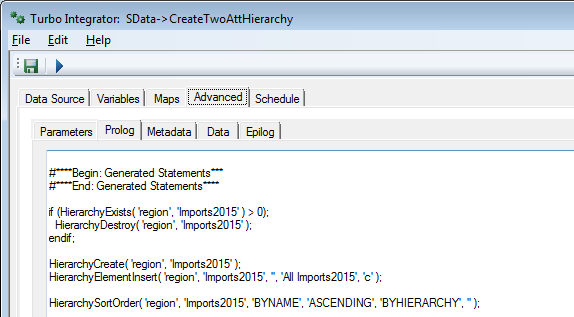 Turbo Integrator: SData->CreateTwoAttHierarchy
File Edit Help
Data Source Variables Maps Advanced Schedule
Parameters Prolog Metadata Data Epilog
#****Begin: Generated Statements***
#****End: Generated Statements****
if (HierarchyExists( 'region', 'Imports2015' ) > 0);
HierarchyDestroy( 'region', 'Imports2015' );
endif;
HierarchyCreate( 'region', 'Imports2015' );
HierarchyElementInsert( 'region', 'Imports2015', '', 'All Imports2015', 'c' );
HierarchySortOrder( 'region', 'Imports2015', 'BYNAME', 'ASCENDING', 'BYHIERARCHY', '' );